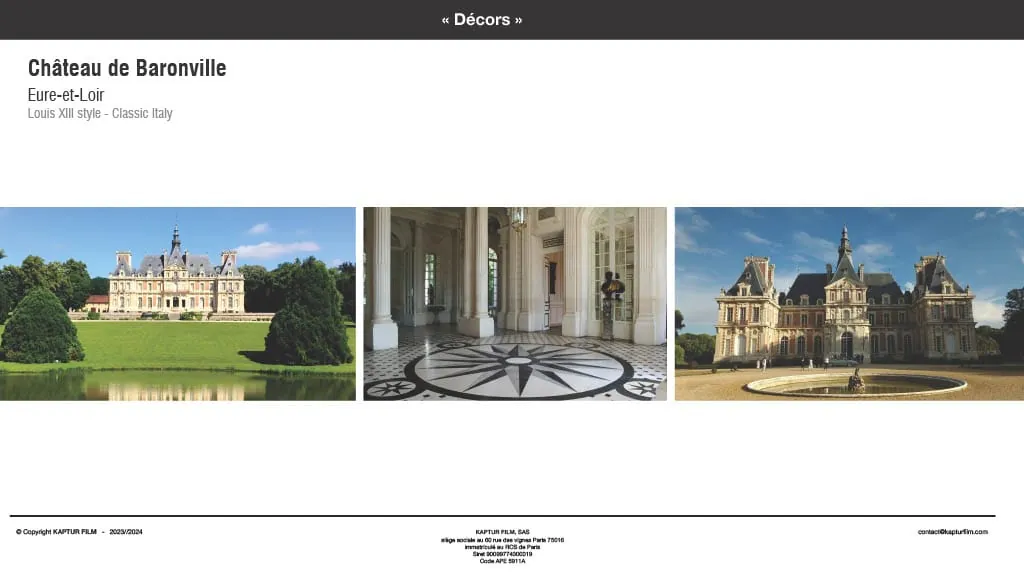 « Décors »
Château de Baronville
Eure-et-Loir
Louis XIII style - Classic Italy
© Copyright KAPTUR FILM - 2023//2024
KAPTUR FILM, SAS
siège sociale au 60 rue des vignes Paris 75016
immatriculé au RCS de Paris
Siret 90099774000019
Code APE 5911A
contact@kapturfilm.com